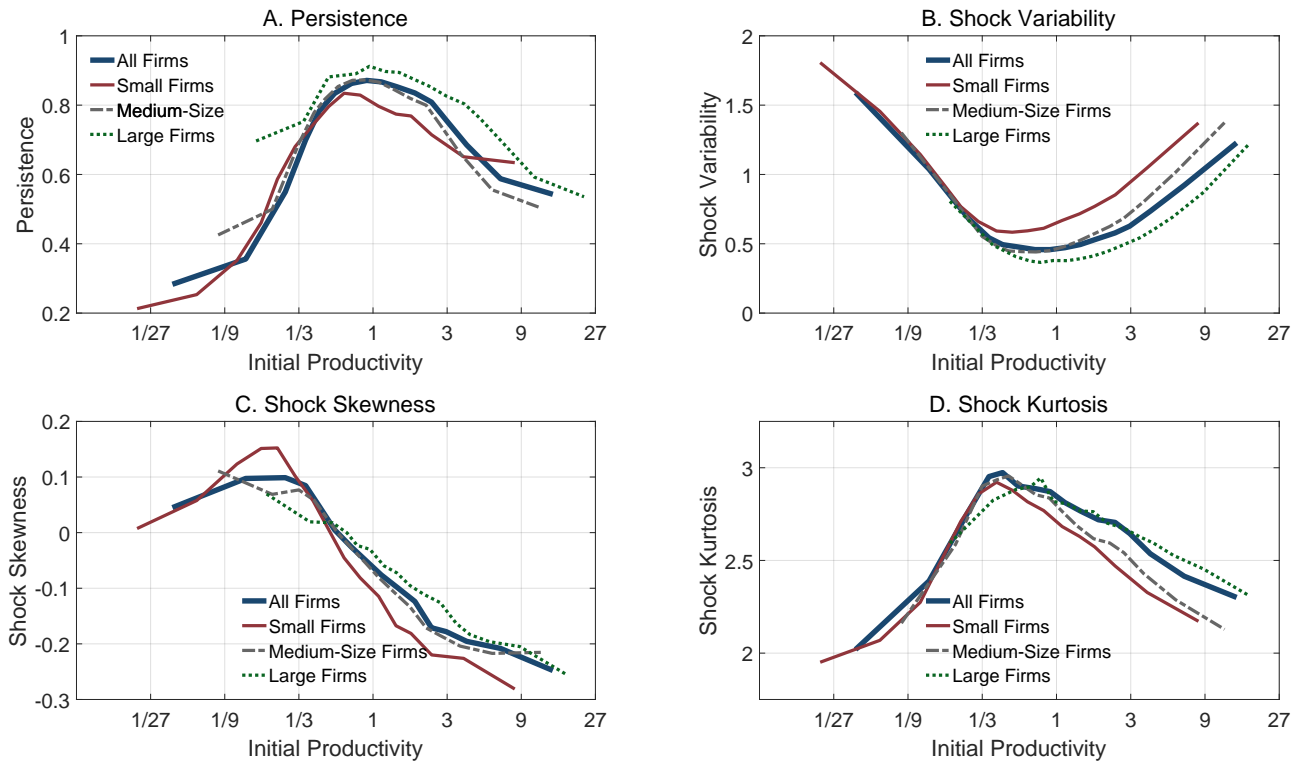 A. Persistence
1
0.8
0.6
0.4
0.2
Persistence
All Firms
Small Firms
Medium-Size
Large Firms
1/27 1/9 1/3 1 3 9 27
Initial Productivity
B. Shock Variability
2
1.5
1
0.5
0
Shock Variability
All Firms
Small Firms
Medium-Size Firms
Large Firms
1/27 1/9 1/3 1 3 9 27
Initial Productivity
C. Shock Skewness
0.2
0.1
0
-0.1
-0.2
-0.3
Shock Skewness
All Firms
Small Firms
Medium-Size Firms
Large Firms
1/27 1/9 1/3 1 3 9 27
Initial Productivity
D. Shock Kurtosis
3
2.5
2
Shock Kurtosis
All Firms
Small Firms
Medium-Size Firms
Large Firms
1/27 1/9 1/3 1 3 9 27
Initial Productivity